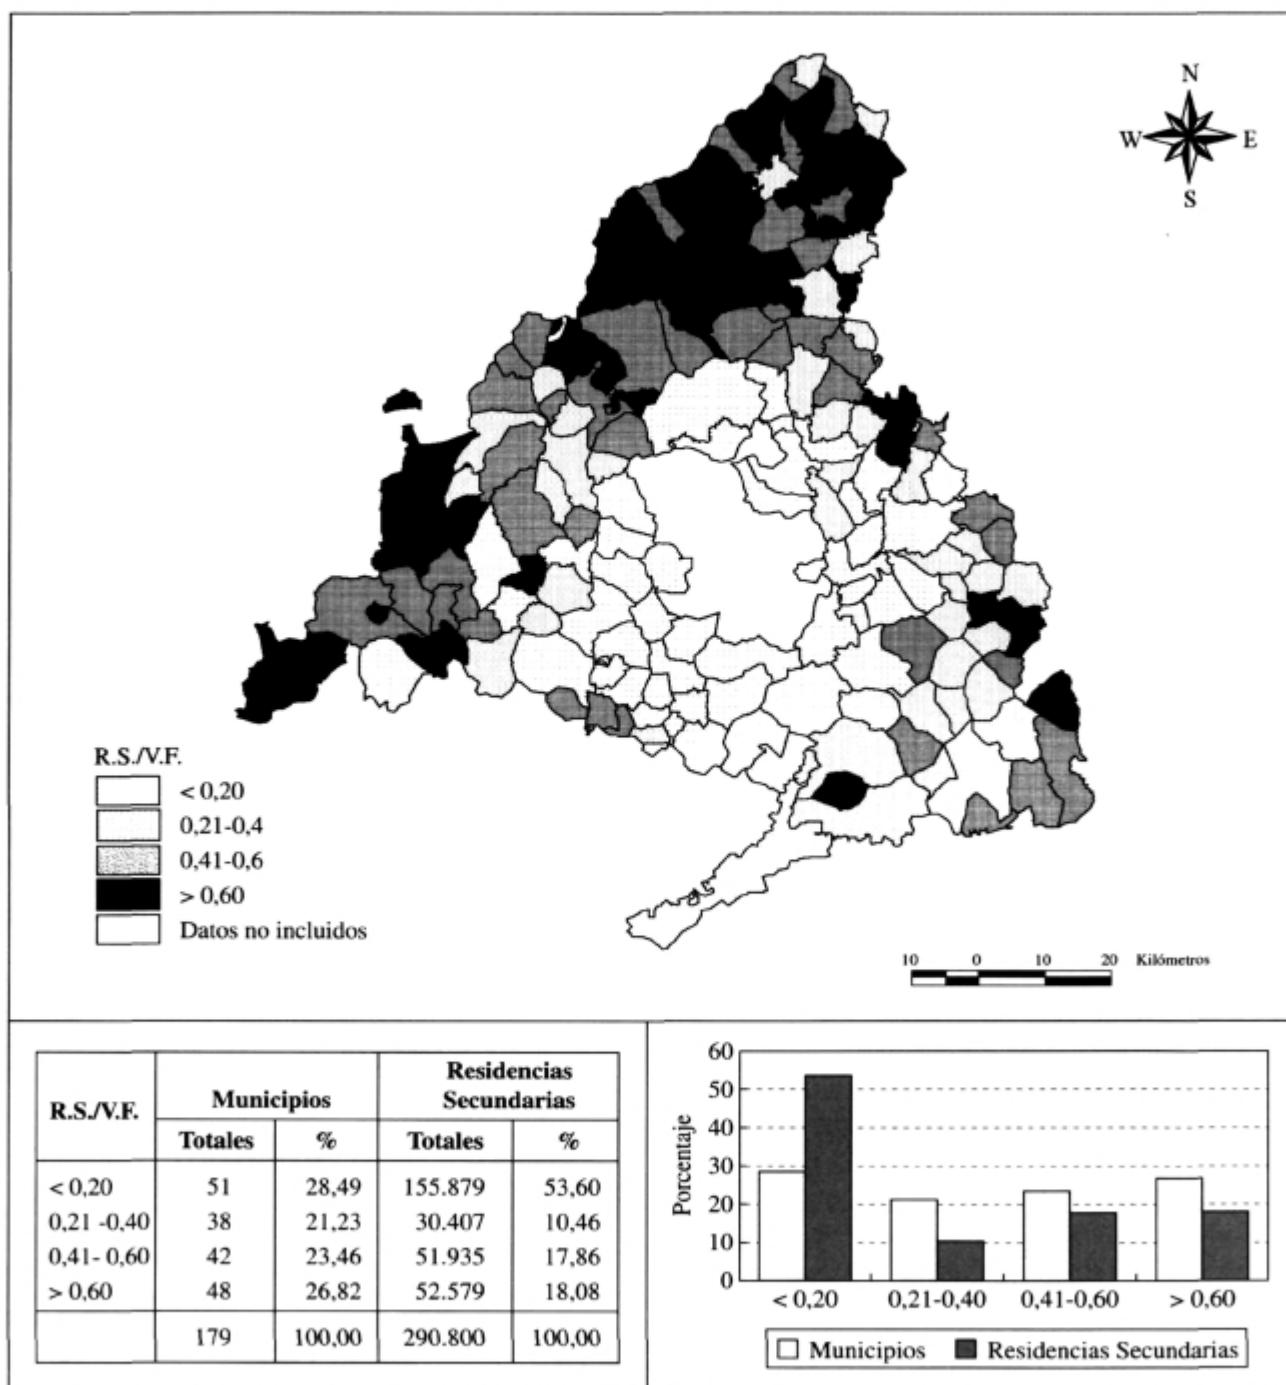 N
W E
S
R.S./V.F.
< 0,20
0,21-0,4
0,41-0,6
> 0,60
Datos no incluidos
10 0 10 20 Kilómetros
R.S./V.F. Municipios Residencias Secundarias
Totales % Totales %
< 0,20 51 28,49 155.879 53,60
0,21 -0,40 38 21,23 30.407 10,46
0,41- 0,60 42 23,46 51.935 17,86
> 0,60 48 26,82 52.579 18,08
179 100,00 290.800 100,00
Porcentaje
60
50
40
30
20
10
0
< 0,20 0,21-0,40 0,41-0,60 > 0,60
Municipios Residencias Secundarias